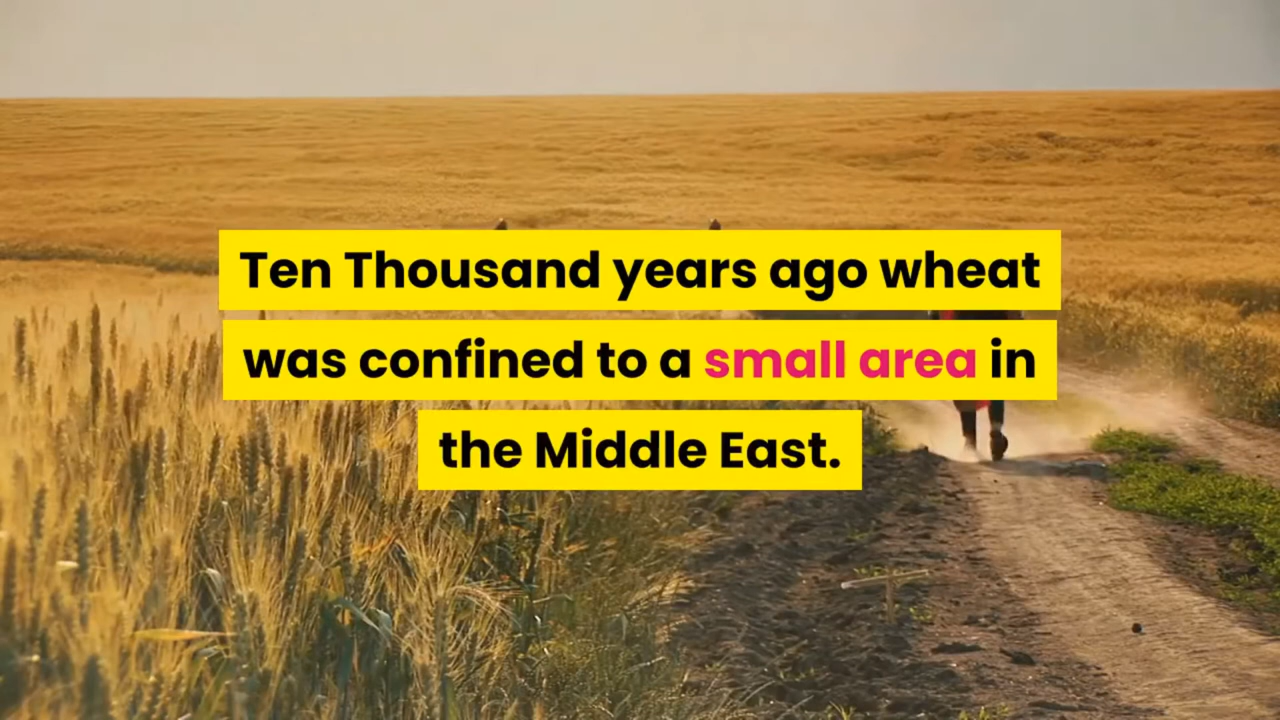 Ten Thousand years ago wheat
was confined to a small area in
the Middle East.